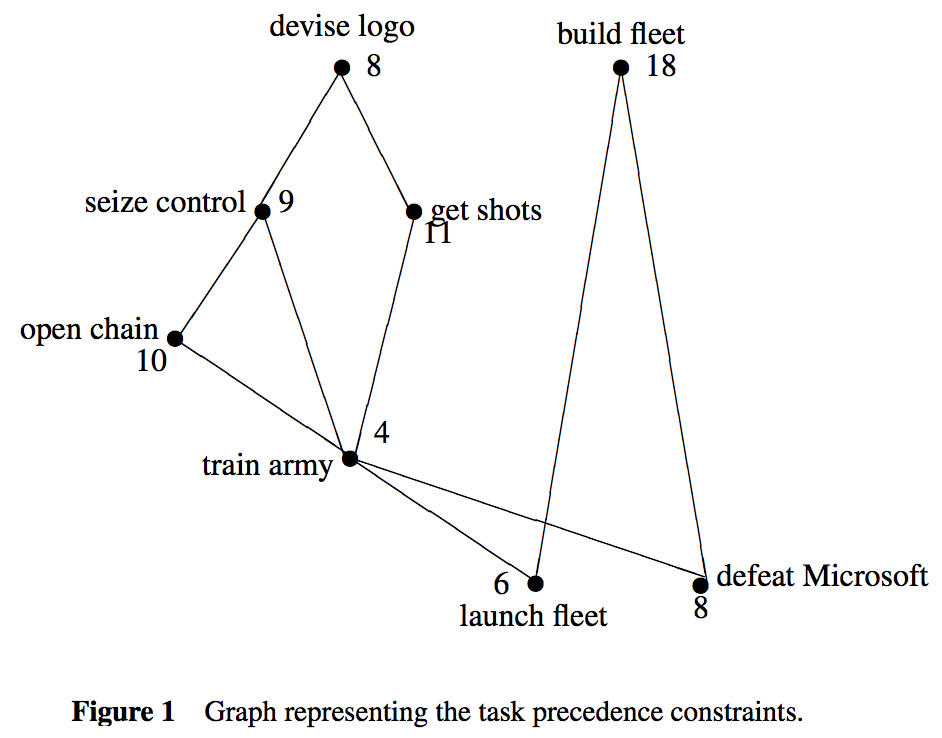 devise logo
8
build fleet
18
seize control
9
get shots
11
open chain
10
4
train army
6
launch fleet
defeat Microsoft
8
Figure 1 Graph representing the task precedence constraints.